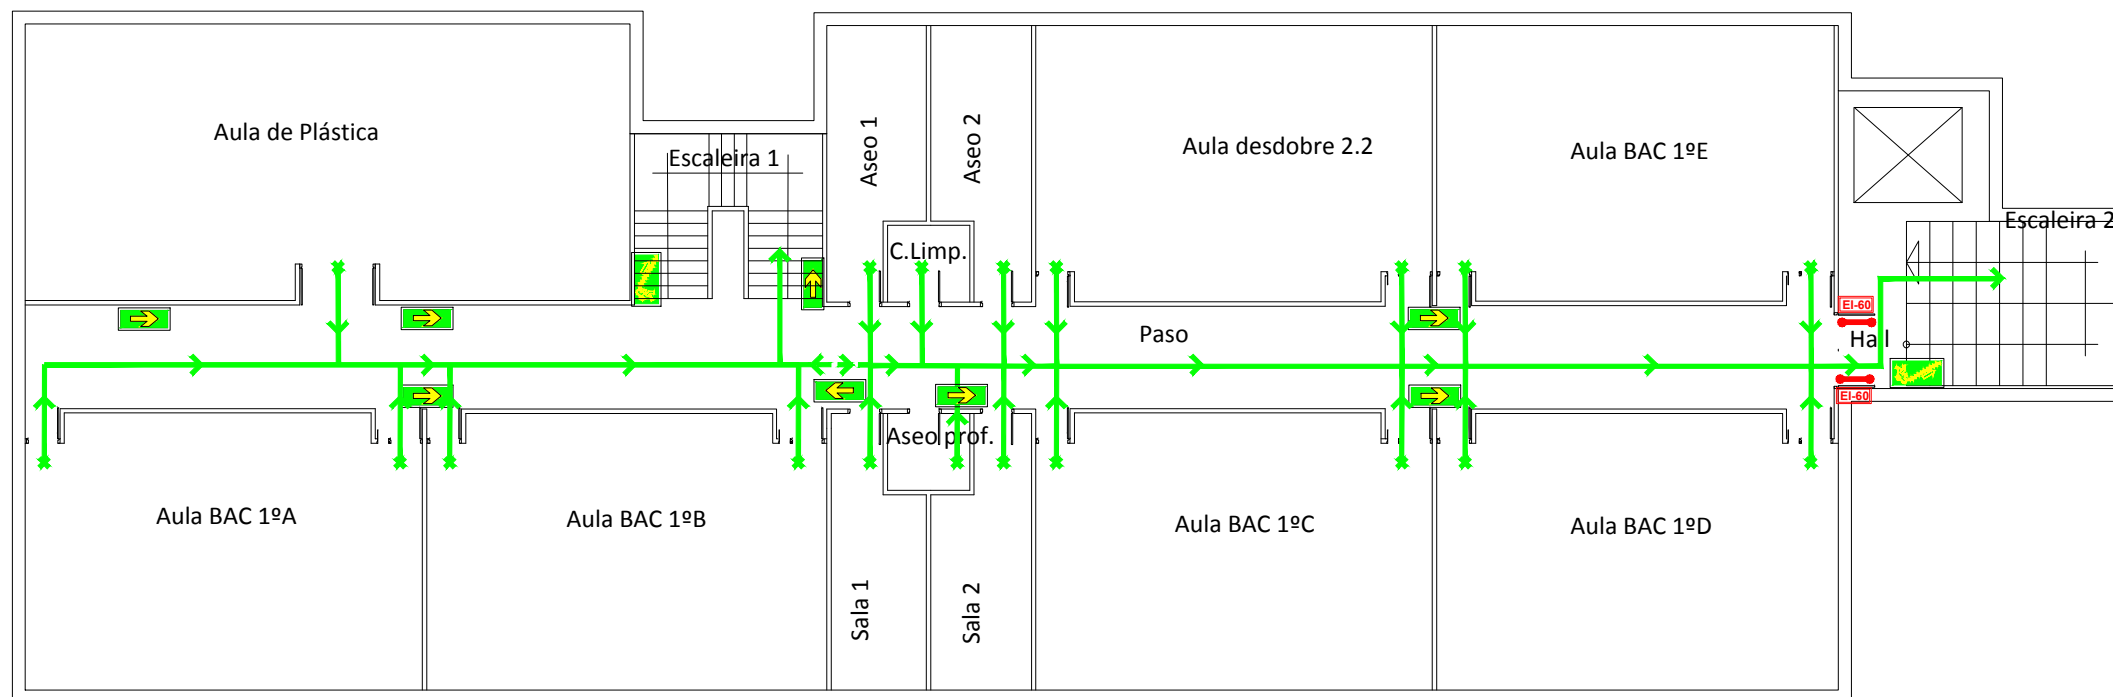 Aula de Plástica
Escaleira 1
Aseo 1
Aseo 2
Aula desdobre 2.2
Aula BAC 1ºE
Escaleira 2
C.Limp.
EI-60
Paso
Hall
EI-60
Aseo prof.
Aula BAC 1ºA
Aula BAC 1ºB
Sala 1
Sala 2
Aula BAC 1ºC
Aula BAC 1ºD